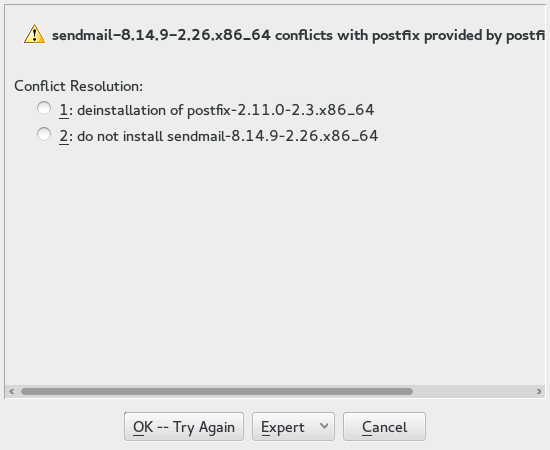 sendmail-8.14.9-2.26.x86_64 conflicts with postfix provided by postfi
Conflict Resolution:
1: deinstallation of postfix-2.11.0-2.3.x86_64
2: do not install sendmail-8.14.9-2.26.x86_64
OK -- Try Again
Expert
Cancel